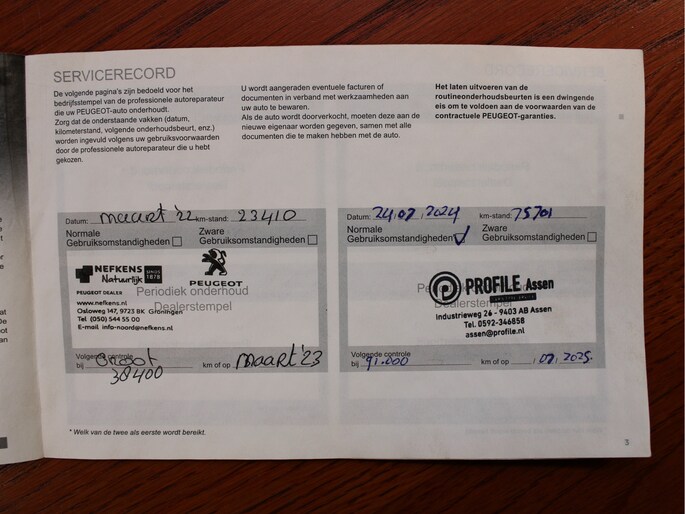 SERVICERECORD
De volgende pagina's zijn bedoeld voor het
bedrijfsstempel van de professionele autoreparateur
die uw PEUGEOT-auto onderhoudt.
Zorg dat de onderstaande vakken (datum,
kilometerstand, volgende onderhoudsbeurt, enz.)
worden ingevuld volgens uw gebruiksvoorwaarden
door de professionele autoreparateur die u hebt
gekozen.
U wordt aangeraden eventuele facturen of
documenten in verband met werkzaamheden aan
uw auto te bewaren.
Als de auto wordt doorverkocht, moeten deze aan de
nieuwe eigenaar worden gegeven, samen met alle
documenten die te maken hebben met de auto.
Het laten uitvoeren van de
routineonderhoudsbeurten is een dwingende
eis om te voldoen aan de voorwaarden van de
contractuele PEUGEOT-garanties.
Datum: maart '22 km-stand: 23410
Normale
Gebruiksomstandigheden
Zware
Gebruiksomstandigheden
NEFKENS
Natuurlijk
SINDS
1878
PEUGEOT DEALER
PEUGEOT
Periodiek onderhoud
Dealerstempel
www.nefkens.nl
Osloweg 147, 9723 BK Groningen
Tel (050) 544 55 00
E-mail info-noord@nefkens.nl
Volgende controle
bij 38400 km of op maart '23
Datum: 24,07,2024 km-stand: 75701
Normale
Gebruiksomstandigheden
Zware
Gebruiksomstandigheden
PROFILE Assen
Dealerstempel
Industrieweg 26 - 9403 AB Assen
Tel. 0592-346858
assen@profile.nl
Volgende controle
bij 91.000 km of op 07,2025.
* Welk van de twee als eerste wordt bereikt.
3